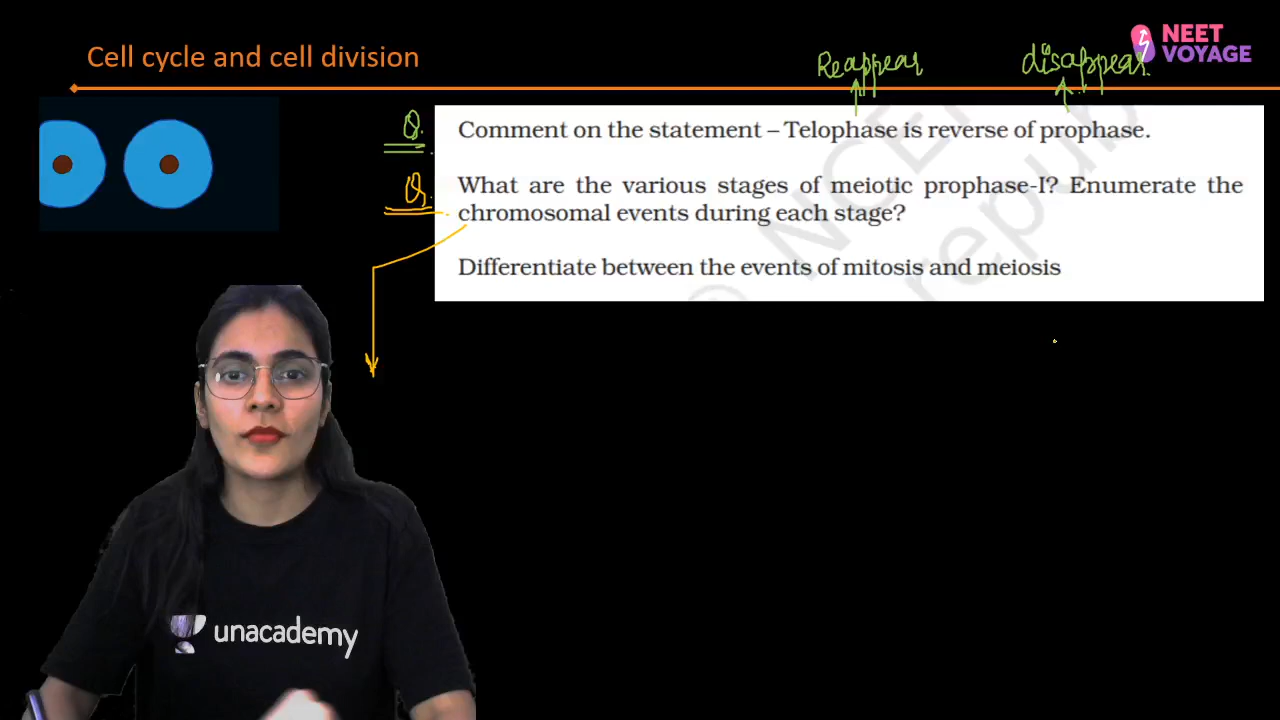 Cell cycle and cell division
NEET
VOYAGE
Reappear
disappear
Q.
Comment on the statement – Telophase is reverse of prophase.
Q.
What are the various stages of meiotic prophase-I? Enumerate the
chromosomal events during each stage?
Differentiate between the events of mitosis and meiosis
© NCERT
republ
unacademy